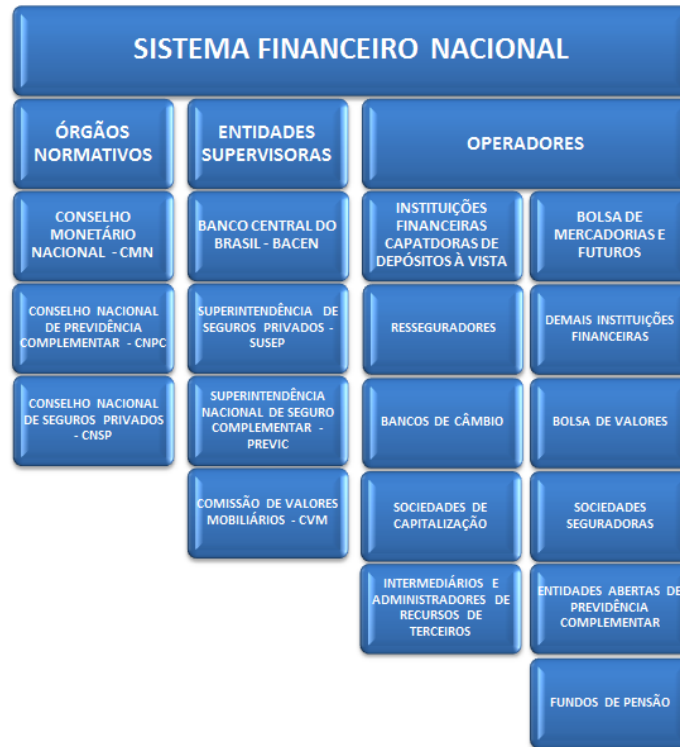 SISTEMA FINANCEIRO NACIONAL
ÓRGÃOS
NORMATIVOS
ENTIDADES
SUPERVISORAS
OPERADORES
CONSELHO
MONETÁRIO
NACIONAL - CMN
BANCO CENTRAL DO
BRASIL - BACEN
INSTITUIÇÕES
FINANCEIRAS
CAPATDORAS DE
DEPÓSITOS À VISTA
BOLSA DE
MERCADORIAS E
FUTUROS
CONSELHO NACIONAL
DE PREVIDÊNCIA
COMPLEMENTAR - CNPC
SUPERINTENDÊNCIA DE
SEGUROS PRIVADOS -
SUSEP
RESSEGURADORES
DEMAIS INSTITUIÇÕES
FINANCEIRAS
CONSELHO NACIONAL
DE SEGUROS PRIVADOS
- CNSP
SUPERINTENDÊNCIA
NACIONAL DE SEGURO
COMPLEMENTAR -
PREVIC
BANCOS DE CÂMBIO
BOLSA DE VALORES
COMISSÃO DE VALORES
MOBILIÁRIOS - CVM
SOCIEDADES DE
CAPITALIZAÇÃO
SOCIEDADES
SEGURADORAS
INTERMEDIÁRIOS E
ADMINISTRADORES DE
RECURSOS DE
TERCEIROS
ENTIDADES ABERTAS DE
PREVIDÊNCIA
COMPLEMENTAR
FUNDOS DE PENSÃO